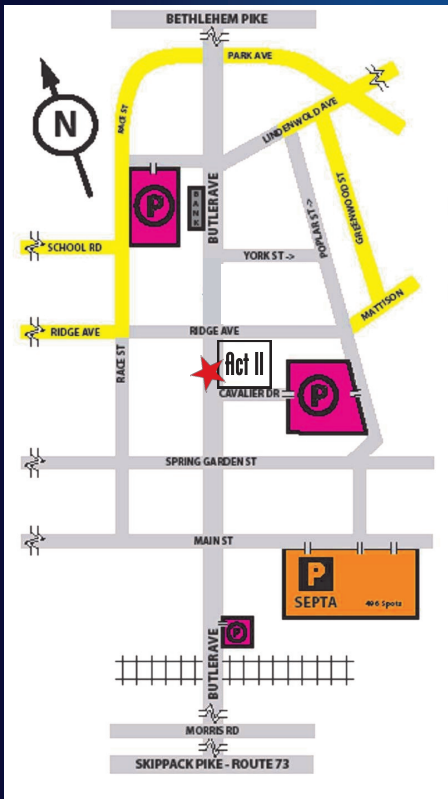 BETHLEHEM PIKE
PARK AVE
RACE ST
LINDENWOLD AVE
N
P
BANK
BUTLER AVE
POPLAR ST ->
GREENWOOD ST
SCHOOL RD
YORK ST ->
MATTISON
RIDGE AVE
RIDGE AVE
RACE ST
Act II
CAVALIER DR
P
SPRING GARDEN ST
MAIN ST
P
SEPTA
496 Spots
P
BUTLER AVE
MORRIS RD
SKIPPACK PIKE - ROUTE 73